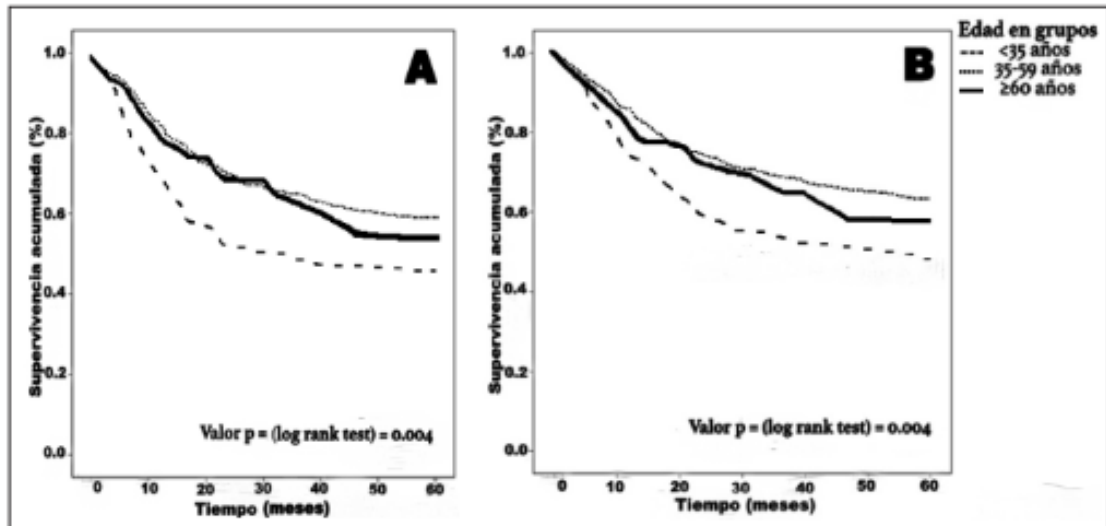 A
Supervivencia acumulada (%)
1.0
0.8
0.6
0.4
0.2
0.0
Valor p = (log rank test) = 0.004
0 10 20 30 40 50 60
Tiempo (meses)
B
Supervivencia acumulada (%)
1.0
0.8
0.6
0.4
0.2
0.0
Valor p = (log rank test) = 0.004
0 10 20 30 40 50 60
Tiempo (meses)
Edad en grupos
<35 años
35-59 años
≥60 años